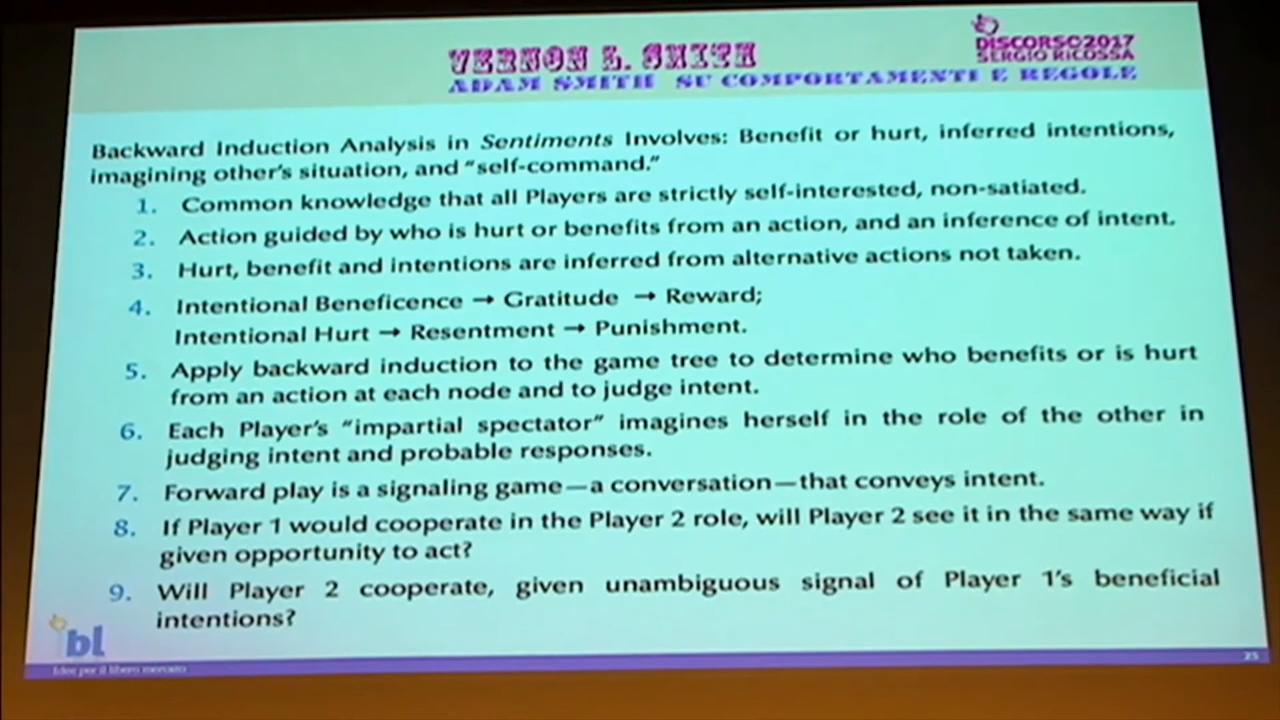 VERNON L. SMITH
DISCORSO2017
SERGIO RICOSSA
ADAM SMITH SU COMPORTAMENTI E REGOLE
Backward Induction Analysis in Sentiments Involves: Benefit or hurt, inferred intentions,
imagining other's situation, and “self-command.”
1. Common knowledge that all Players are strictly self-interested, non-satiated.
2. Action guided by who is hurt or benefits from an action, and an inference of intent.
3. Hurt, benefit and intentions are inferred from alternative actions not taken.
4. Intentional Beneficence → Gratitude → Reward;
Intentional Hurt → Resentment → Punishment.
5. Apply backward induction to the game tree to determine who benefits or is hurt
from an action at each node and to judge intent.
6. Each Player's “impartial spectator” imagines herself in the role of the other in
judging intent and probable responses.
7. Forward play is a signaling game—a conversation—that conveys intent.
8. If Player 1 would cooperate in the Player 2 role, will Player 2 see it in the same way if
given opportunity to act?
9. Will Player 2 cooperate, given unambiguous signal of Player 1's beneficial
intentions?
bl
Idee per il libero mercato
25